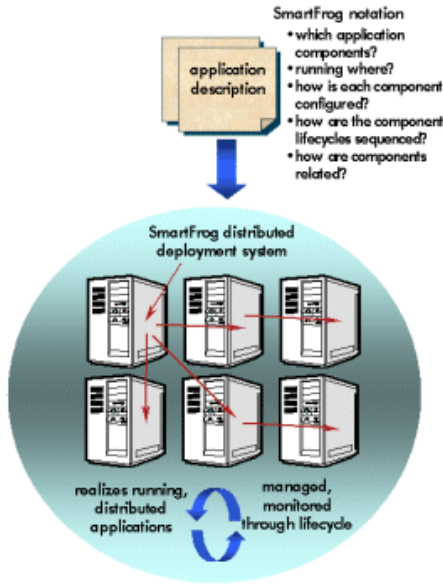 SmartFrog notation
•which application
components?
•running where?
•how is each component
configured?
•how are the component
lifecycles sequenced?
•how are components
related?
application
description
SmartFrog distributed
deployment system
realizes running,
distributed
applications
managed,
monitored
through lifecycle